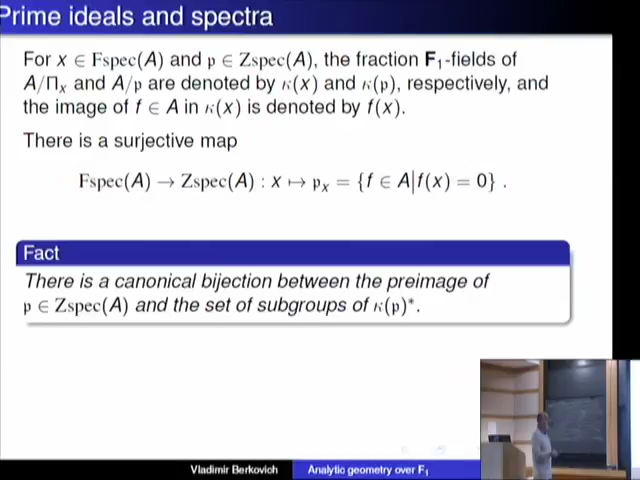 Prime ideals and spectra
For x ∈ Fspec(A) and 𝔭 ∈ Zspec(A), the fraction F₁-fields of
A/Πₓ and A/𝔭 are denoted by κ(x) and κ(𝔭), respectively, and
the image of f ∈ A in κ(x) is denoted by f(x).
There is a surjective map
Fspec(A) → Zspec(A) : x ↦ 𝔭ₓ = {f ∈ A|f(x) = 0} .
Fact
There is a canonical bijection between the preimage of
𝔭 ∈ Zspec(A) and the set of subgroups of κ(𝔭)*.
Vladimir Berkovich Analytic geometry over F₁